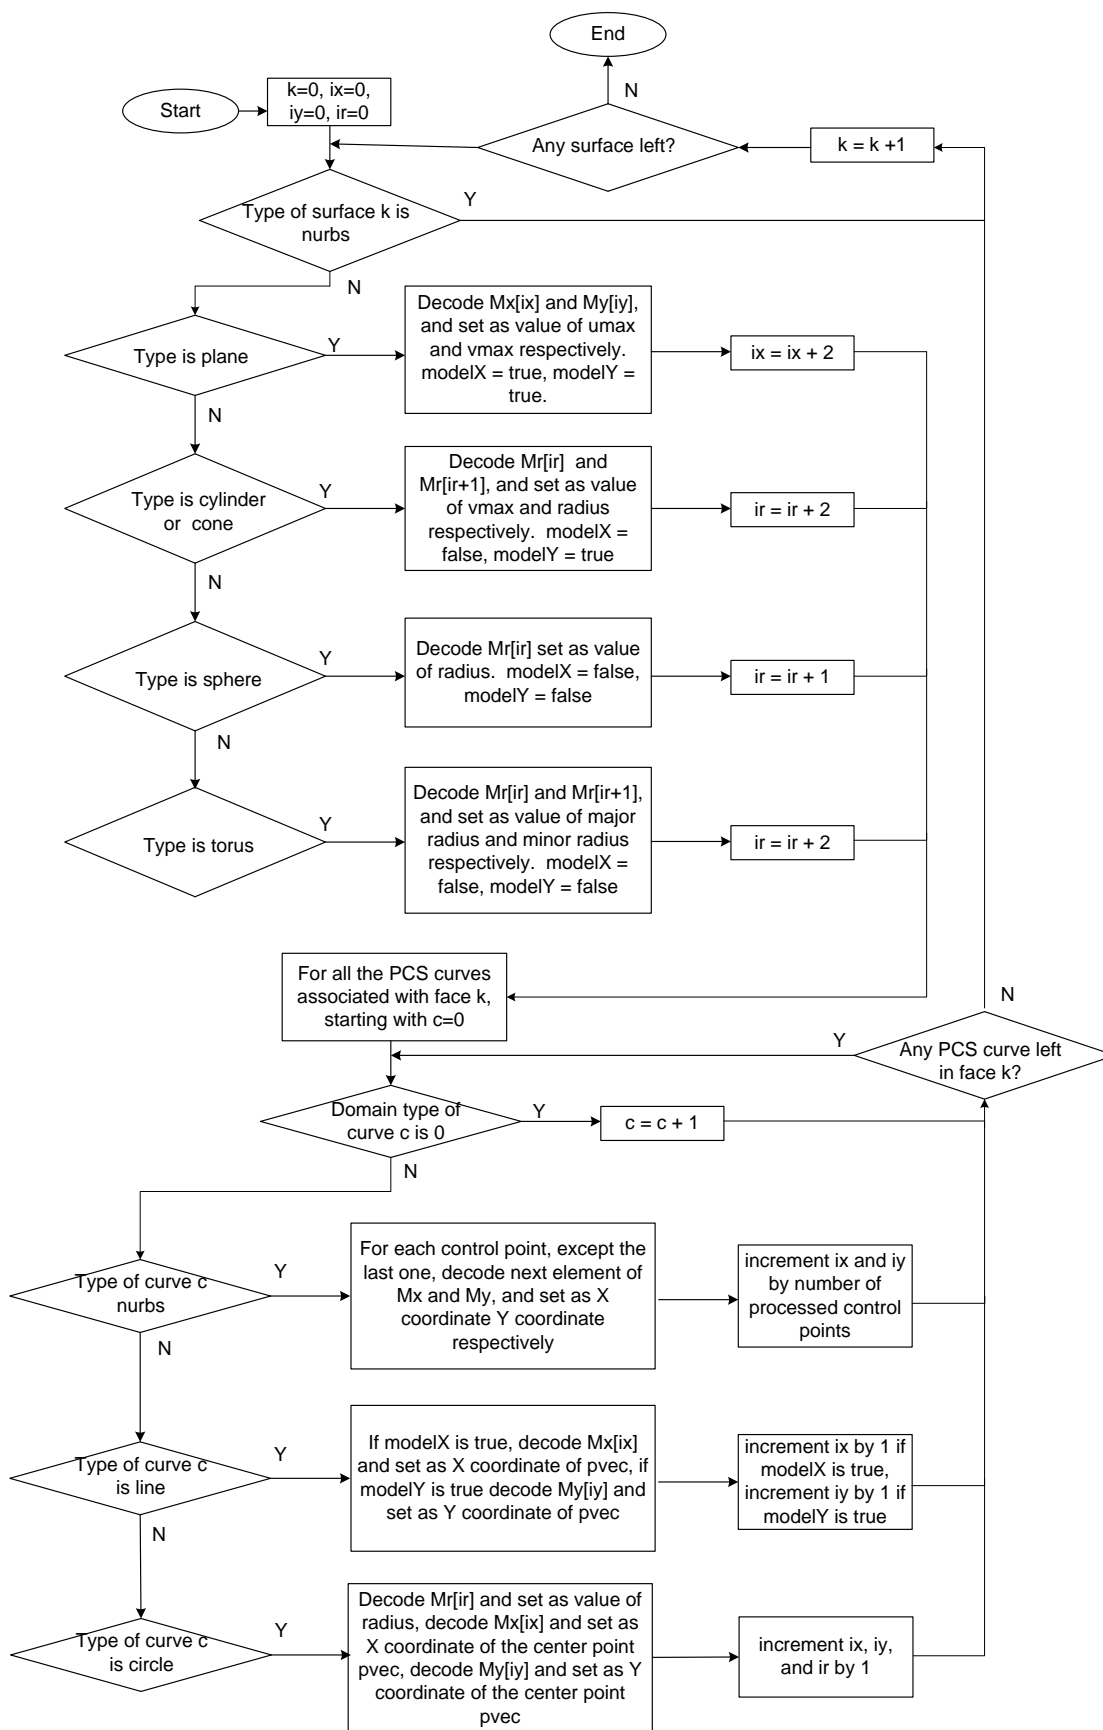 End
k=0, ix=0,
iy=0, ir=0
Start
N
Any surface left?
k = k +1
Y
Type of surface k is
nurbs
N
Decode Mx[ix] and My[iy],
and set as value of umax
and vmax respectively.
modelX = true, modelY =
true.
Type is plane
Y
ix = ix + 2
N
Decode Mr[ir]  and
Mr[ir+1], and set as value
of vmax and radius
respectively.  modelX =
false, modelY = true
Type is cylinder
or  cone
Y
ir = ir + 2
N
Decode Mr[ir] set as value
of radius.  modelX = false,
modelY = false
Type is sphere
Y
ir = ir + 1
N
Decode Mr[ir] and Mr[ir+1],
and set as value of major
radius and minor radius
respectively.  modelX =
false, modelY = false
Type is torus
Y
ir = ir + 2
For all the PCS curves
associated with face k,
starting with c=0
N
Y
Any PCS curve left
in face k?
Domain type of
curve c is 0
Y
c = c + 1
N
For each control point, except the
last one, decode next element of
Mx and My, and set as X
coordinate Y coordinate
respectively
Type of curve c
nurbs
Y
increment ix and iy
by number of
processed control
points
N
If modelX is true, decode Mx[ix]
and set as X coordinate of pvec, if
modelY is true decode My[iy] and
set as Y coordinate of pvec
Type of curve c
is line
Y
increment ix by 1 if
modelX is true,
increment iy by 1 if
modelY is true
N
Decode Mr[ir] and set as value of
radius, decode Mx[ix] and set as
X coordinate of the center point
pvec, decode My[iy] and set as Y
coordinate of the center point
pvec
Type of curve c
is circle
Y
increment ix, iy,
and ir by 1